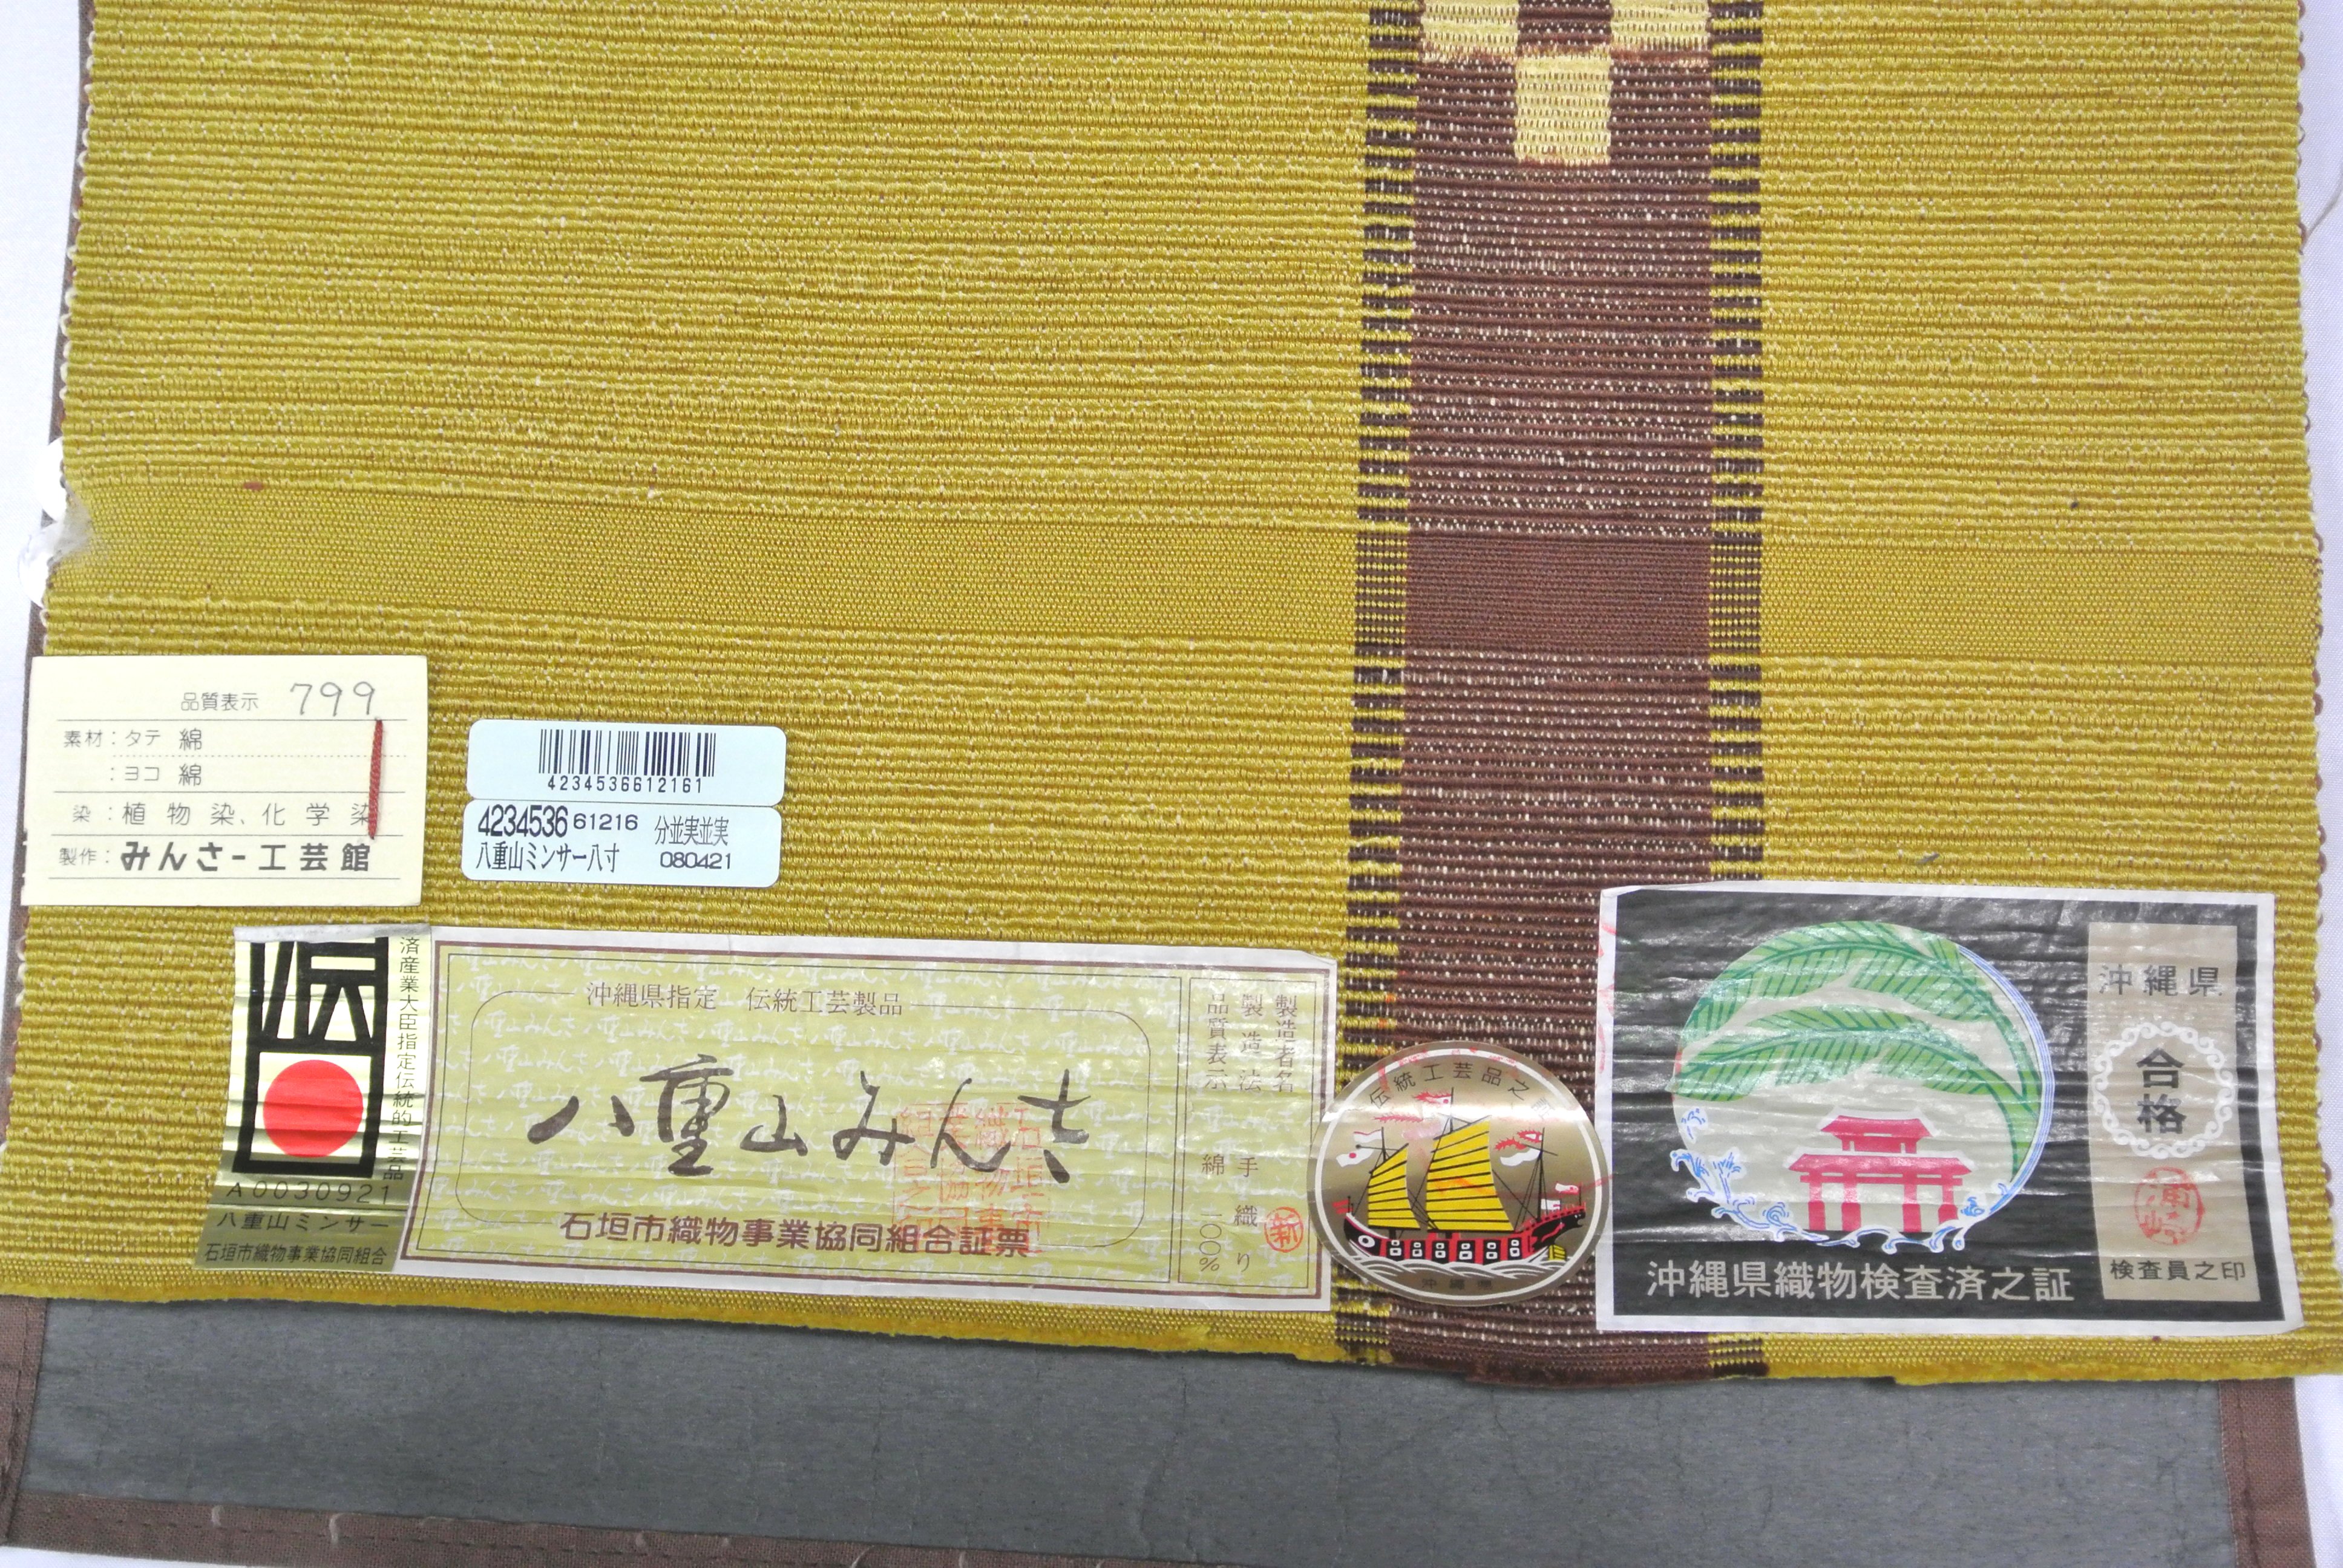 品質表示 799
素材：タテ 綿
：ヨコ 綿
染：植物染、化学染
製作：みんさー工芸館
4234536612161
4234536 61216 分並実並実
八重山ミンサー八寸 080421
伝
済産業大臣指定伝統的工芸品
A0030921
八重山ミンサー
石垣市織物事業協同組合
沖縄県指定 伝統工芸製品
八重山みんさ
石垣市織物事業協同組合証票
製造者名 新
製造法 手織り
品質表示 綿 一〇〇%
伝統工芸品之
沖縄県
沖縄県
合格
検査員之印
沖縄県織物検査済之証